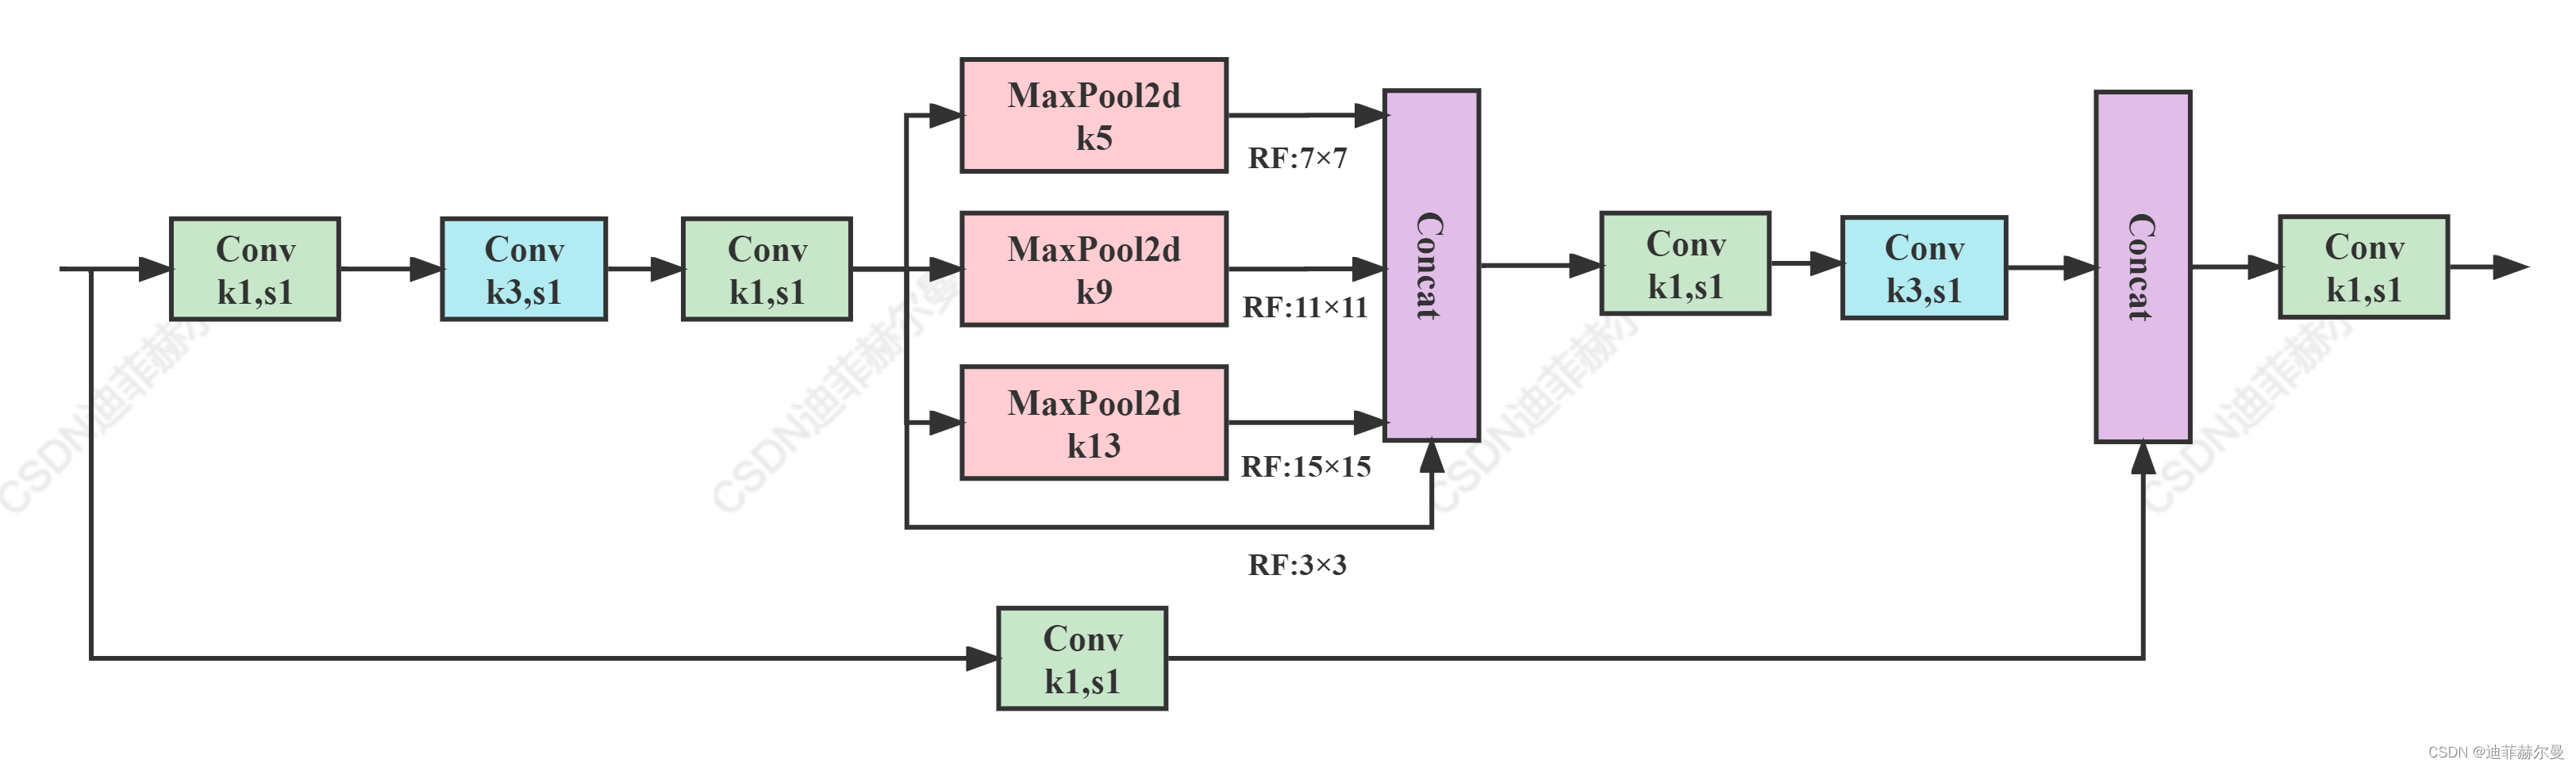 MaxPool2d
k5
RF:7×7
Conv
k1,s1
Conv
k3,s1
Conv
k1,s1
MaxPool2d
k9
RF:11×11
MaxPool2d
k13
RF:15×15
RF:3×3
Concat
Conv
k1,s1
Conv
k3,s1
Concat
Conv
k1,s1
Conv
k1,s1
CSDN迪菲赫尔
CSDN迪菲赫尔曼
CSDN迪菲赫尔
CSDN迪菲赫尔
CSDN @迪菲赫尔曼